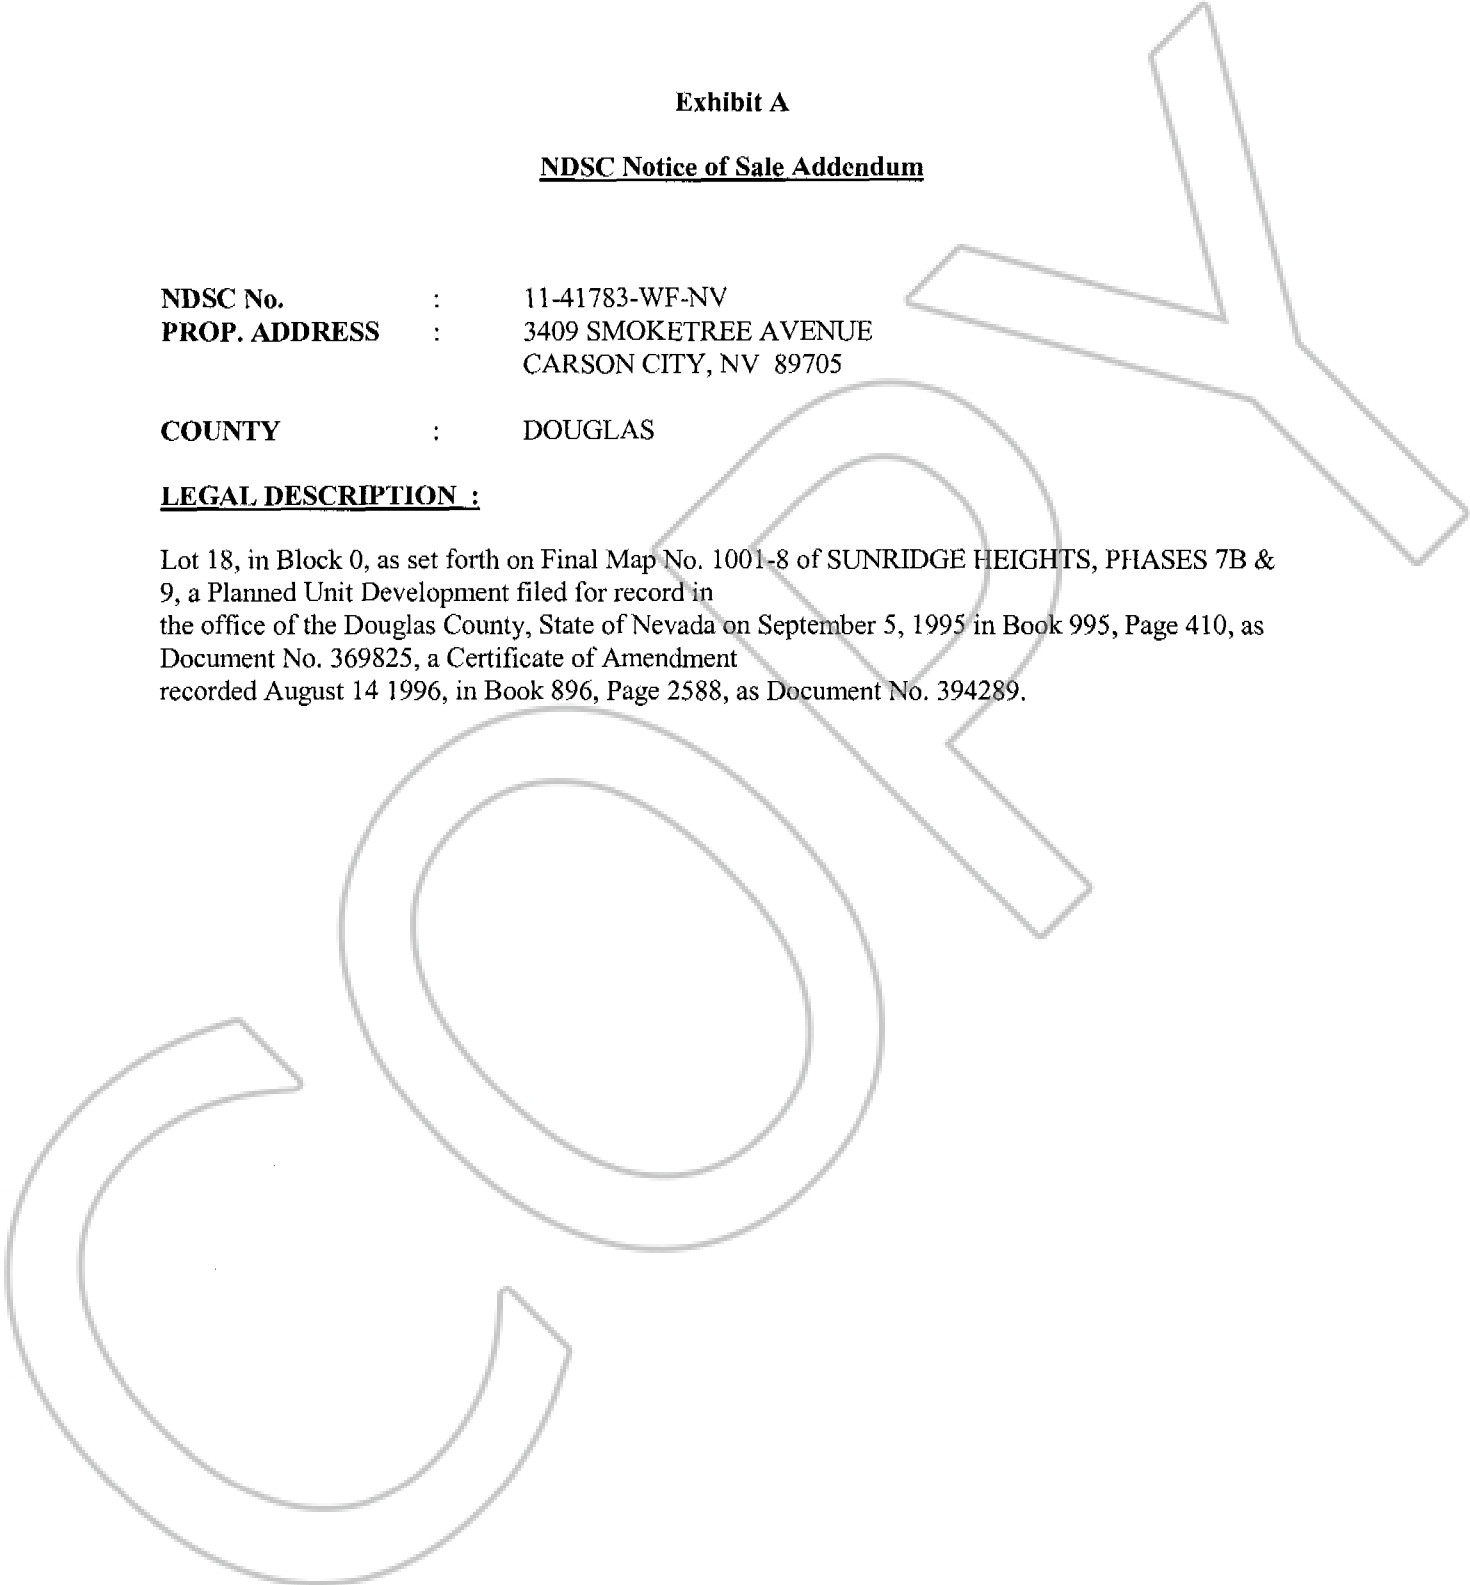 Exhibit A
NDSC Notice of Sale Addendum
NDSC No. : 11-41783-WF-NV
PROP. ADDRESS : 3409 SMOKETREE AVENUE
CARSON CITY, NV 89705
COUNTY : DOUGLAS
LEGAL DESCRIPTION :
Lot 18, in Block 0, as set forth on Final Map No. 1001-8 of SUNRIDGE HEIGHTS, PHASES 7B &
9, a Planned Unit Development filed for record in
the office of the Douglas County, State of Nevada on September 5, 1995 in Book 995, Page 410, as
Document No. 369825, a Certificate of Amendment
recorded August 14 1996, in Book 896, Page 2588, as Document No. 394289.
COPY